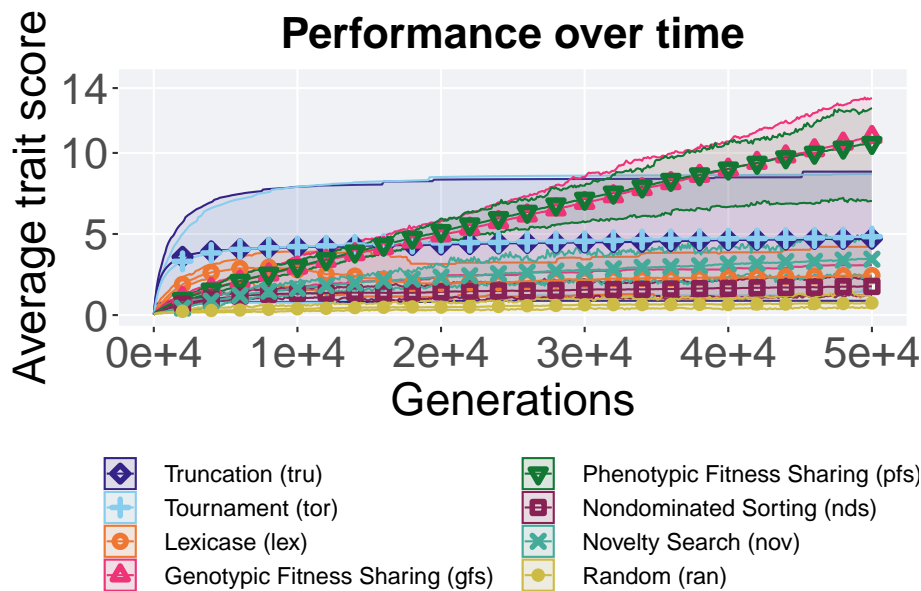 Performance over time
Average trait score
14
10
5
0
0e+4 1e+4 2e+4 3e+4 4e+4 5e+4
Generations
Truncation (tru)
Tournament (tor)
Lexicase (lex)
Genotypic Fitness Sharing (gfs)
Phenotypic Fitness Sharing (pfs)
Nondominated Sorting (nds)
Novelty Search (nov)
Random (ran)